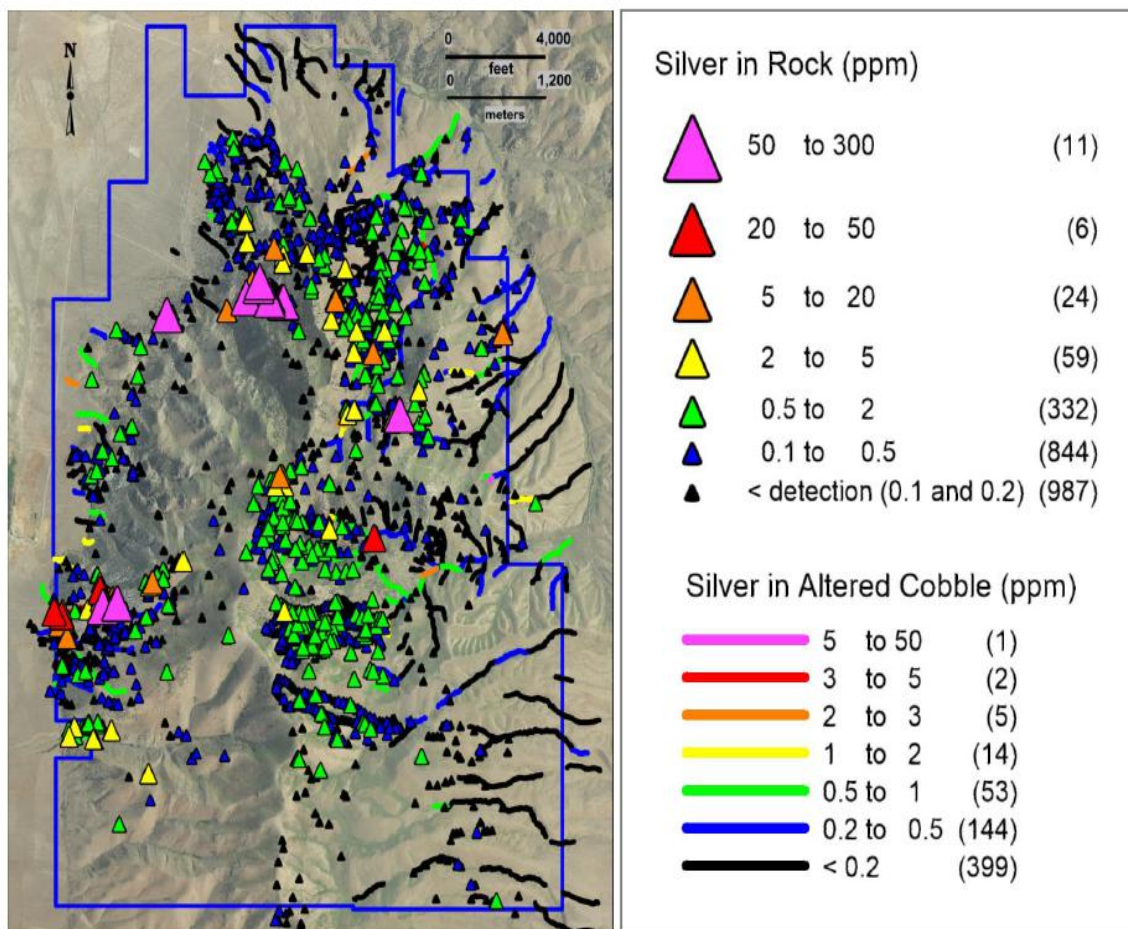 N
0 4,000
feet
0 1,200
meters
Silver in Rock (ppm)
50 to 300 (11)
20 to 50 (6)
5 to 20 (24)
2 to 5 (59)
0.5 to 2 (332)
0.1 to 0.5 (844)
< detection (0.1 and 0.2) (987)
Silver in Altered Cobble (ppm)
5 to 50 (1)
3 to 5 (2)
2 to 3 (5)
1 to 2 (14)
0.5 to 1 (53)
0.2 to 0.5 (144)
< 0.2 (399)